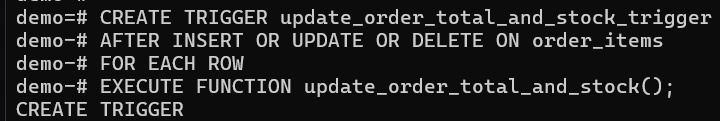 demo=# CREATE TRIGGER update_order_total_and_stock_trigger
demo-# AFTER INSERT OR UPDATE OR DELETE ON order_items
demo-# FOR EACH ROW
demo-# EXECUTE FUNCTION update_order_total_and_stock();
CREATE TRIGGER